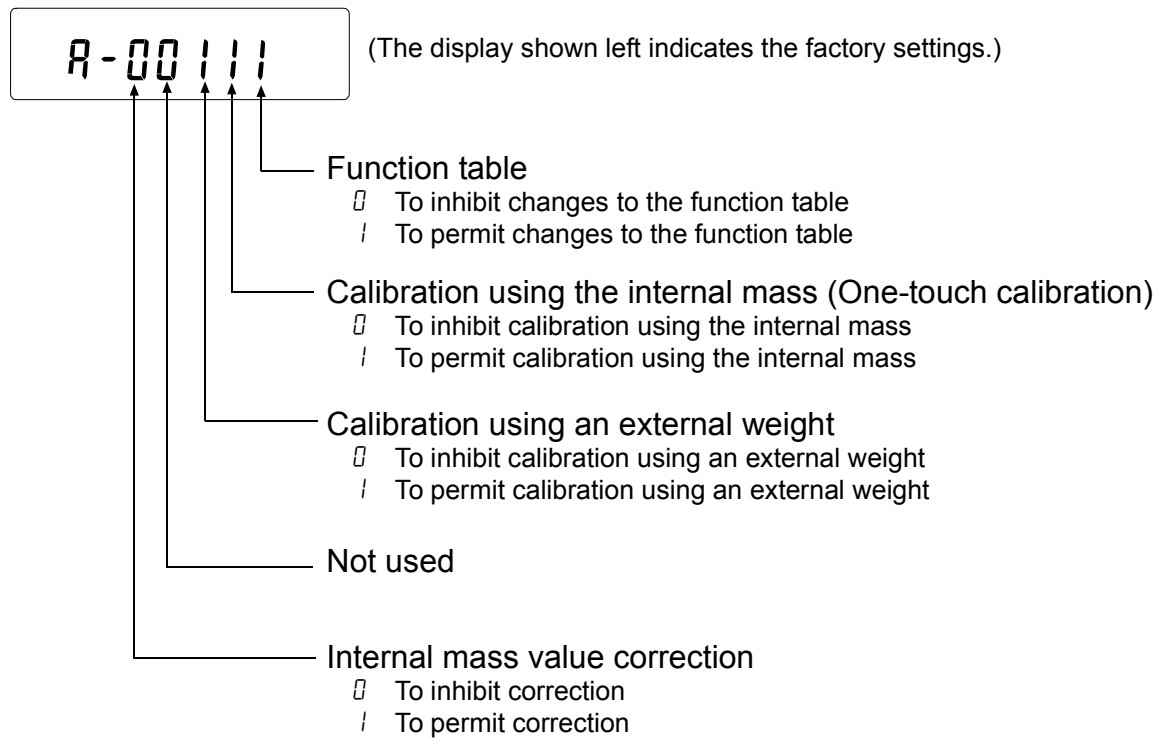 A-00111
(The display shown left indicates the factory settings.)
Function table
0 To inhibit changes to the function table
1 To permit changes to the function table
Calibration using the internal mass (One-touch calibration)
0 To inhibit calibration using the internal mass
1 To permit calibration using the internal mass
Calibration using an external weight
0 To inhibit calibration using an external weight
1 To permit calibration using an external weight
Not used
Internal mass value correction
0 To inhibit correction
1 To permit correction